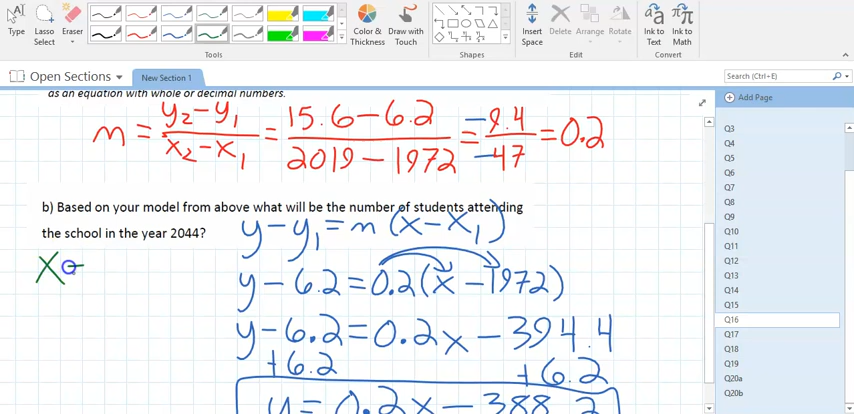 Type Lasso Select Eraser Color & Thickness Draw with Touch Insert Space Delete Arrange Rotate Ink to Text Ink to Math
Tools Shapes Edit Convert
Open Sections New Section 1 Search (Ctrl+E)
Add Page
as an equation with whole or decimal numbers.
m = y₂ - y₁ / x₂ - x₁ = 15.6 - 6.2 / 2019 - 1972 = 9.4 / 47 = 0.2
b) Based on your model from above what will be the number of students attending
the school in the year 2044?
y - y₁ = m (x - x₁)
X =
y - 6.2 = 0.2 (x - 1972)
y - 6.2 = 0.2x - 394.4
+6.2 +6.2
y = 0.2x - 388.2
Q3
Q4
Q5
Q6
Q7
Q8
Q9
Q10
Q11
Q12
Q13
Q14
Q15
Q16
Q17
Q18
Q19
Q20a
Q20b